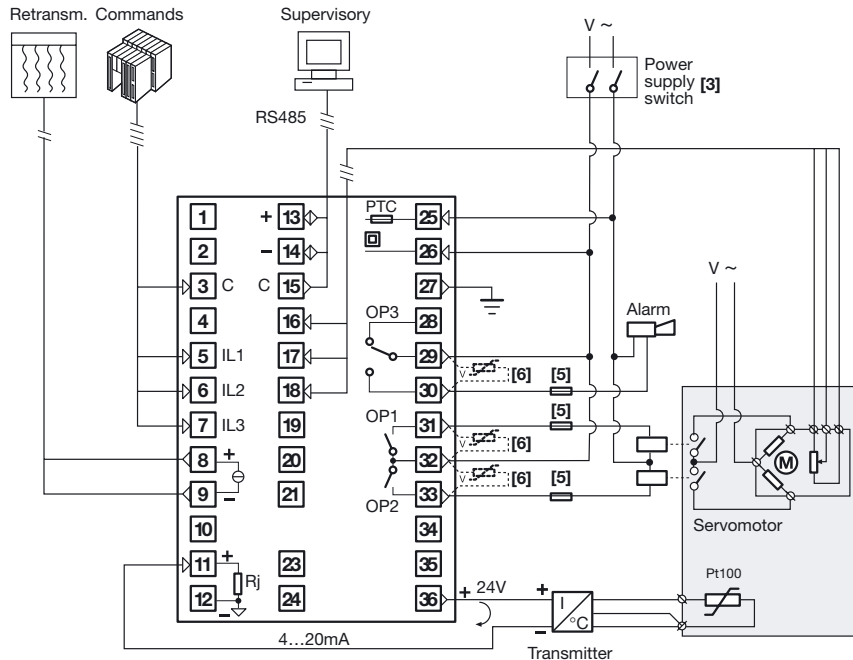 Retransm. Commands
Supervisory
V ~
Power
supply [3]
switch
RS485
1
2
3 C
4
5 IL1
6 IL2
7 IL3
8 +
9 −
10
11 +
12 −
Rj
+ 13
− 14
C 15
16
17
18
19
20
21
23
24
PTC 25
26
27
OP3 28
29
30
OP1 31
32
33
OP2
34
35
36
V [6]
V [6]
V [6]
[5]
[5]
[5]
Alarm
V ~
M
Servomotor
Pt100
+ 24V +
−
I
°C
4...20mA
Transmitter